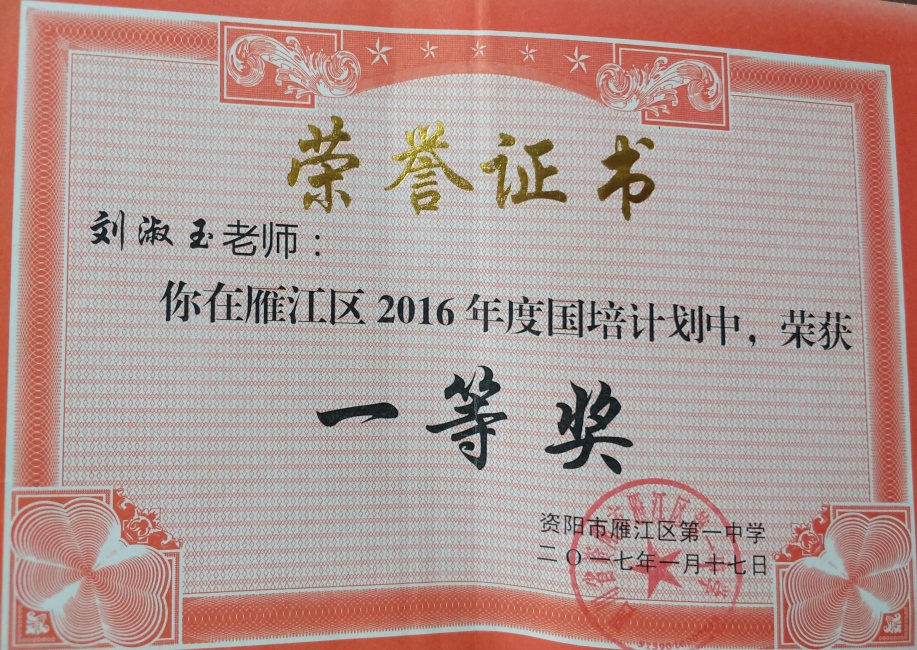 荣誉证书
刘淑玉老师：
你在雁江区2016年度国培计划中，荣获
一等奖
资阳市雁江区第一中学
二〇一七年一月十七日